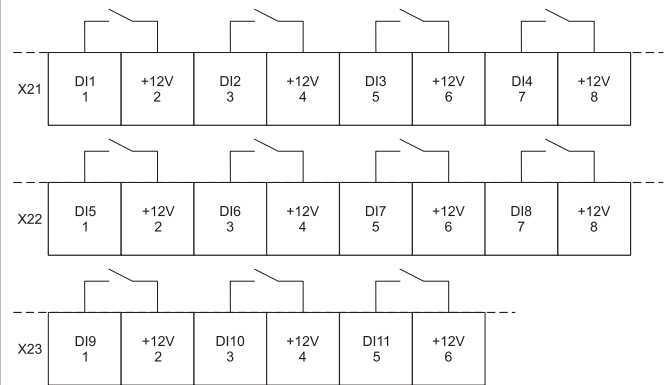 DI1 +12V DI2 +12V DI3 +12V DI4 +12V
X21 1 2 3 4 5 6 7 8
DI5 +12V DI6 +12V DI7 +12V DI8 +12V
X22 1 2 3 4 5 6 7 8
DI9 +12V DI10 +12V DI11 +12V
X23 1 2 3 4 5 6